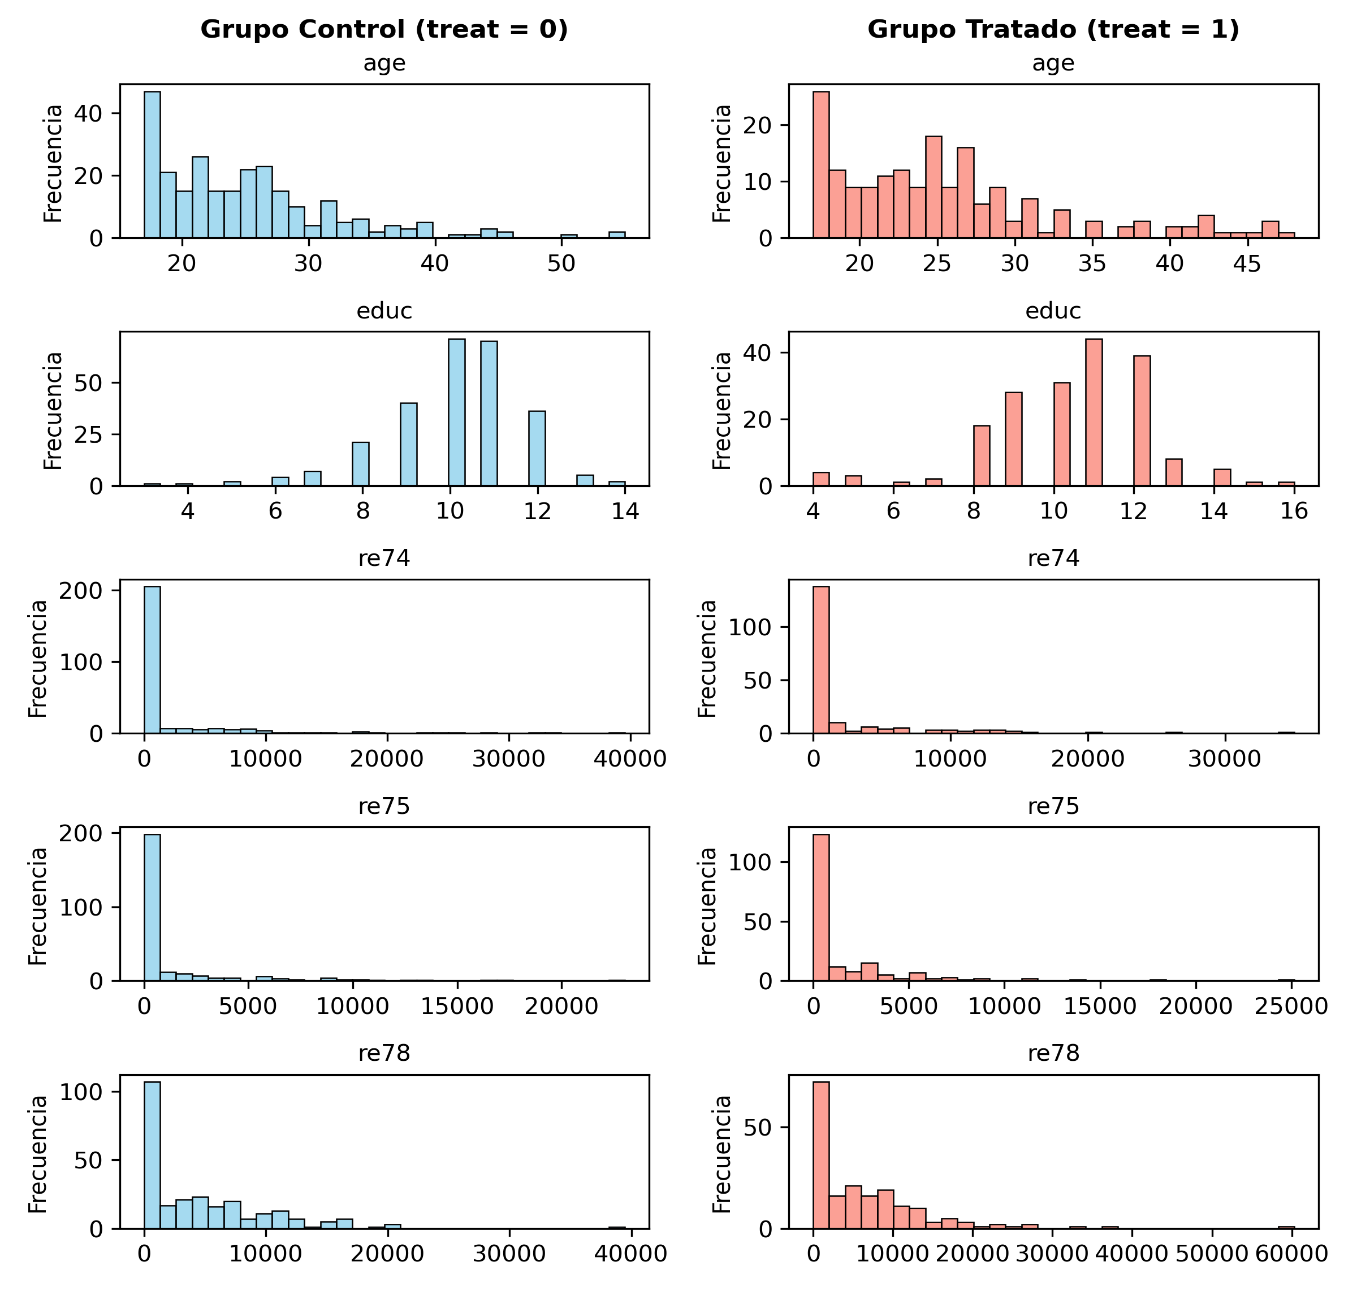 Grupo Control (treat = 0) Grupo Tratado (treat = 1)
age age
Frecuencia
40
20
0
20 30 40 50
Frecuencia
20
10
0
20 25 30 35 40 45
educ educ
Frecuencia
50
25
0
4 6 8 10 12 14
Frecuencia
40
20
0
4 6 8 10 12 14 16
re74 re74
Frecuencia
200
100
0
0 10000 20000 30000 40000
Frecuencia
100
50
0
0 10000 20000 30000
re75 re75
Frecuencia
200
100
0
0 5000 10000 15000 20000
Frecuencia
100
50
0
0 5000 10000 15000 20000 25000
re78 re78
Frecuencia
100
50
0
0 10000 20000 30000 40000
Frecuencia
50
0
0 10000 20000 30000 40000 50000 60000